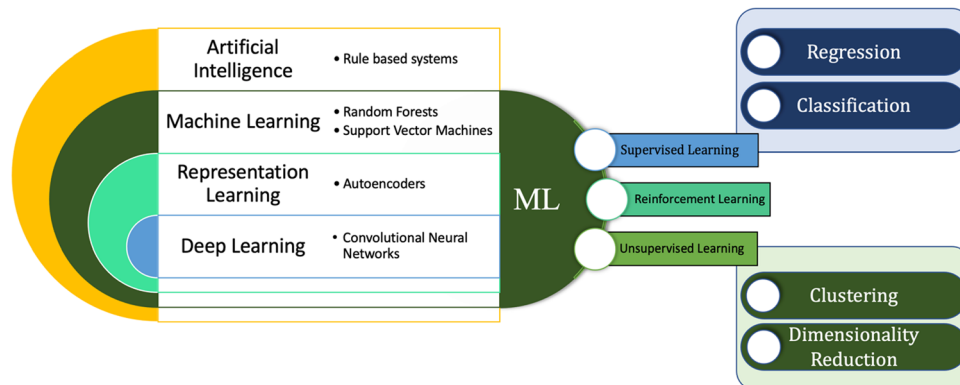 Artificial
Intelligence
• Rule based systems
Machine Learning
• Random Forests
• Support Vector Machines
Representation
Learning
• Autoencoders
Deep Learning
• Convolutional Neural
Networks
ML
Supervised Learning
Reinforcement Learning
Unsupervised Learning
Regression
Classification
Clustering
Dimensionality
Reduction